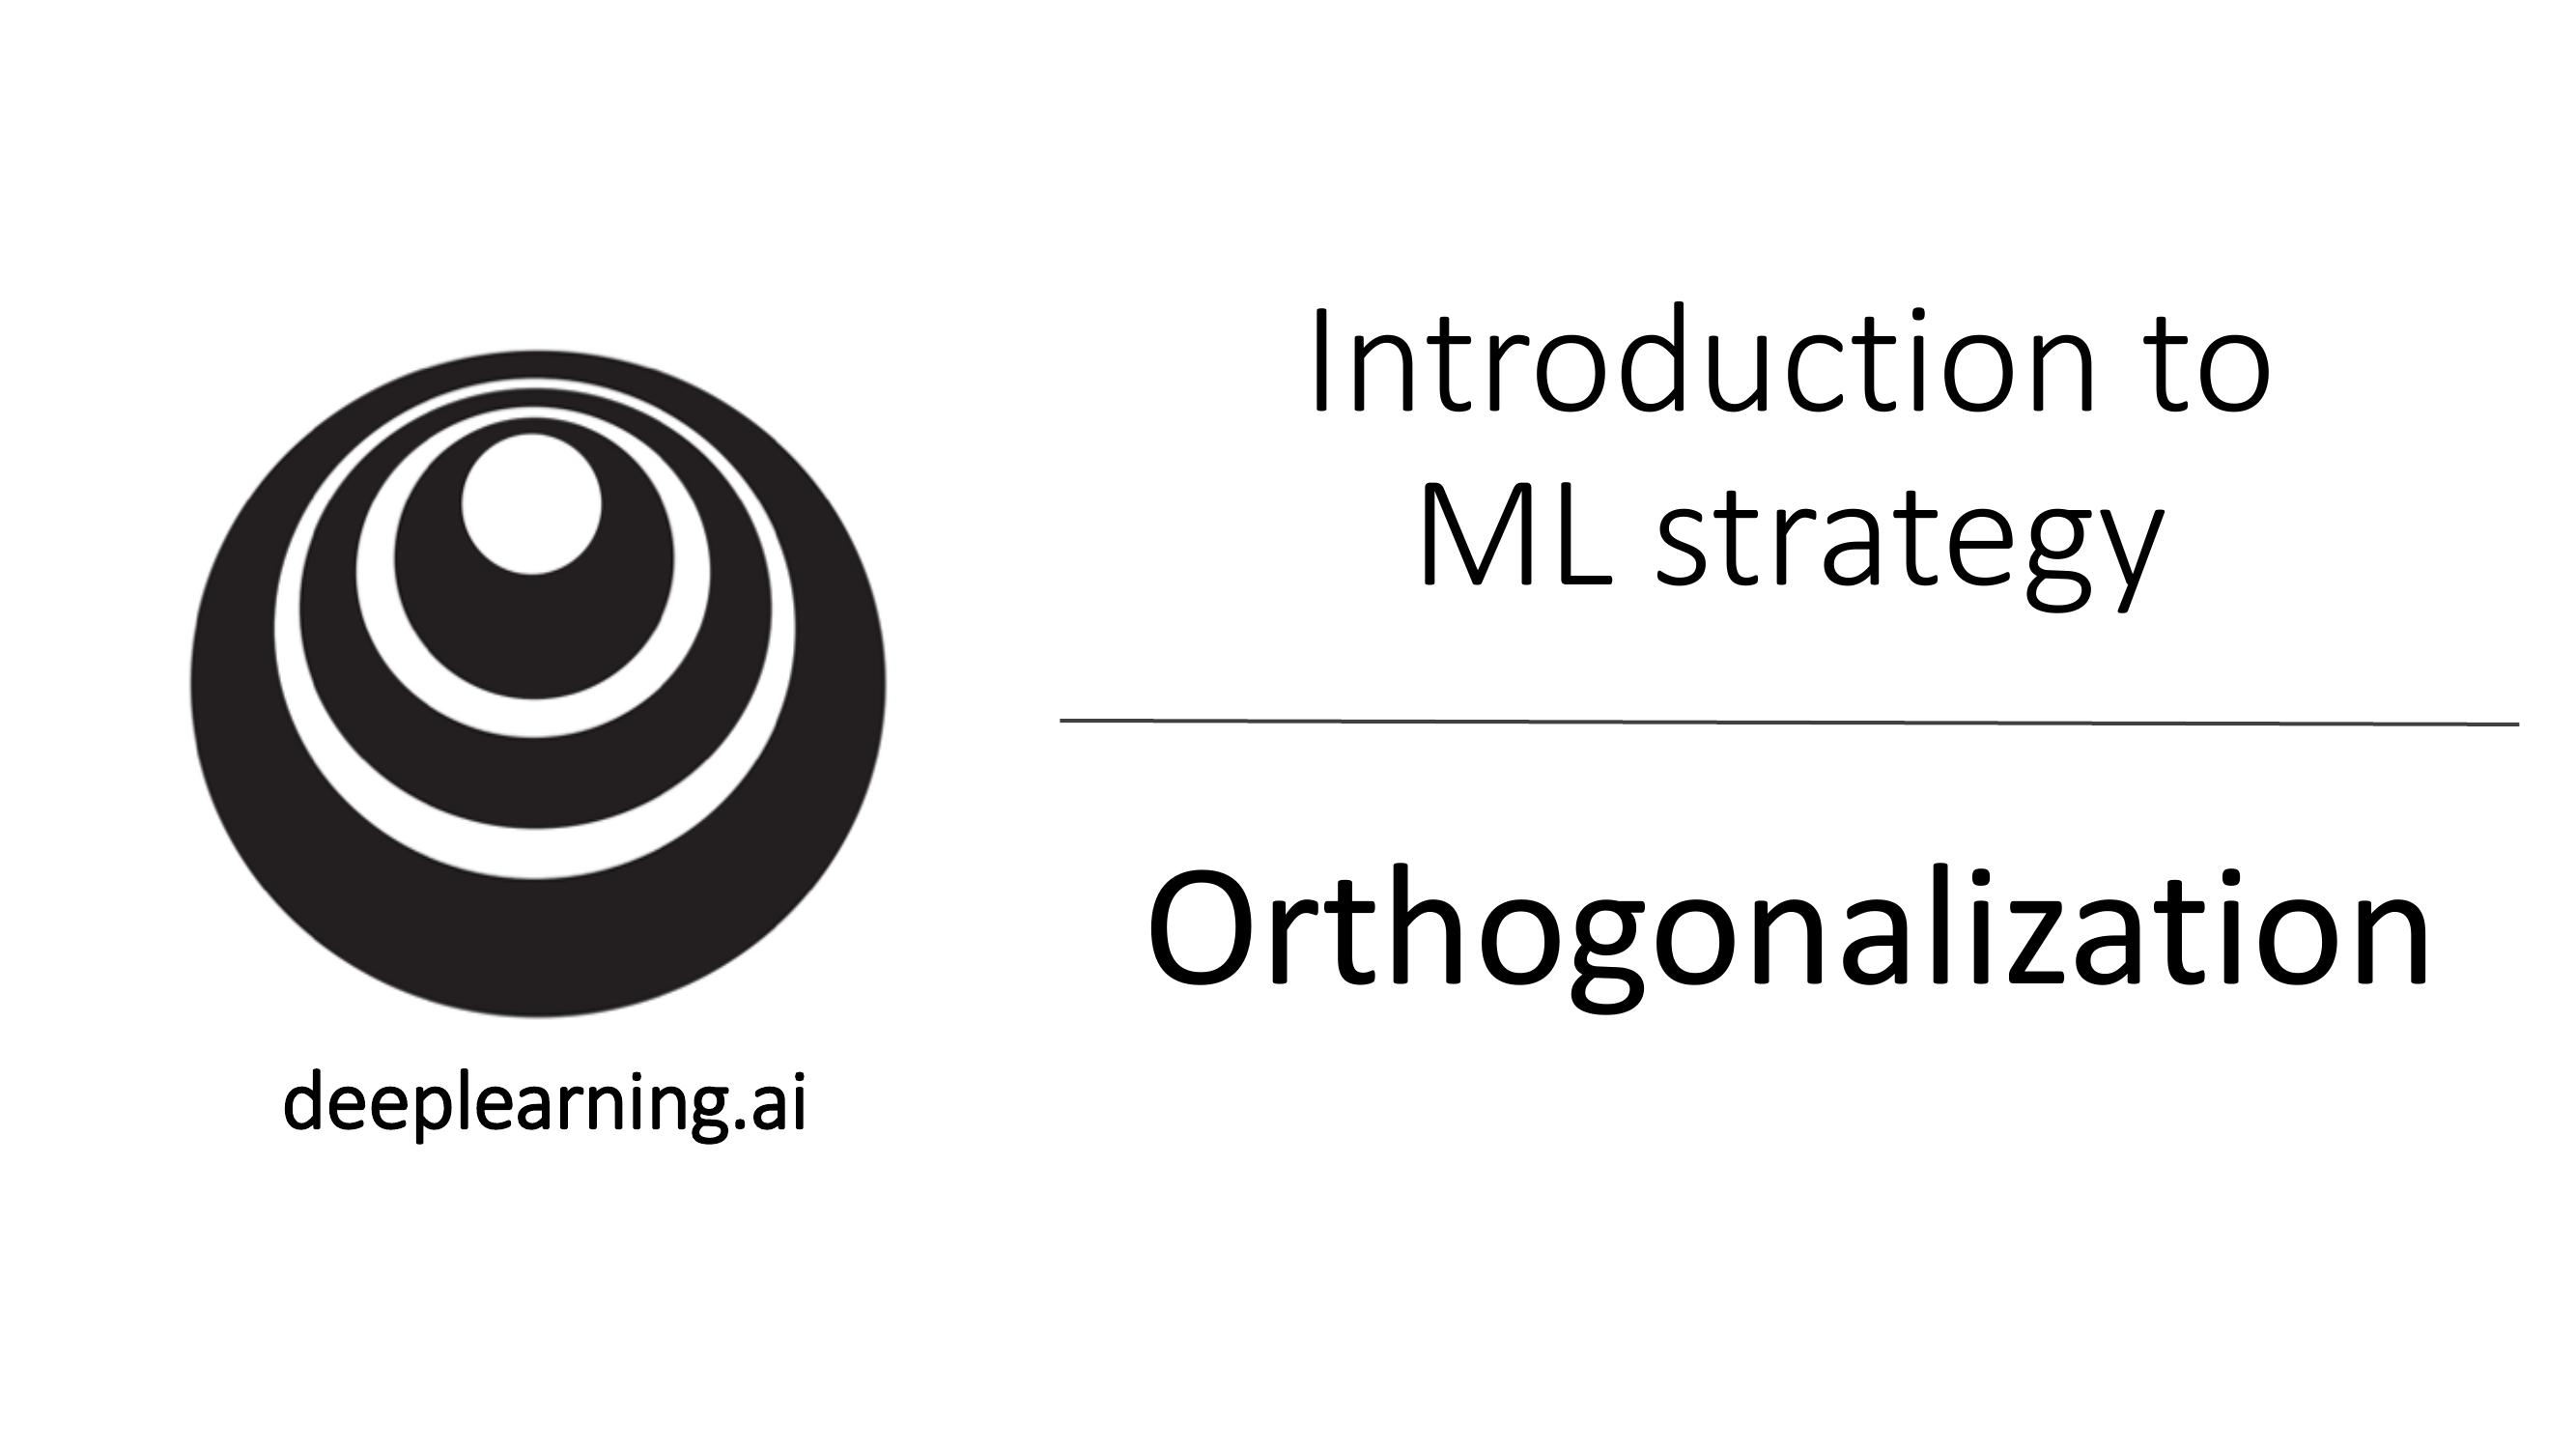 Introduction to
ML strategy
Orthogonalization
deeplearning.ai